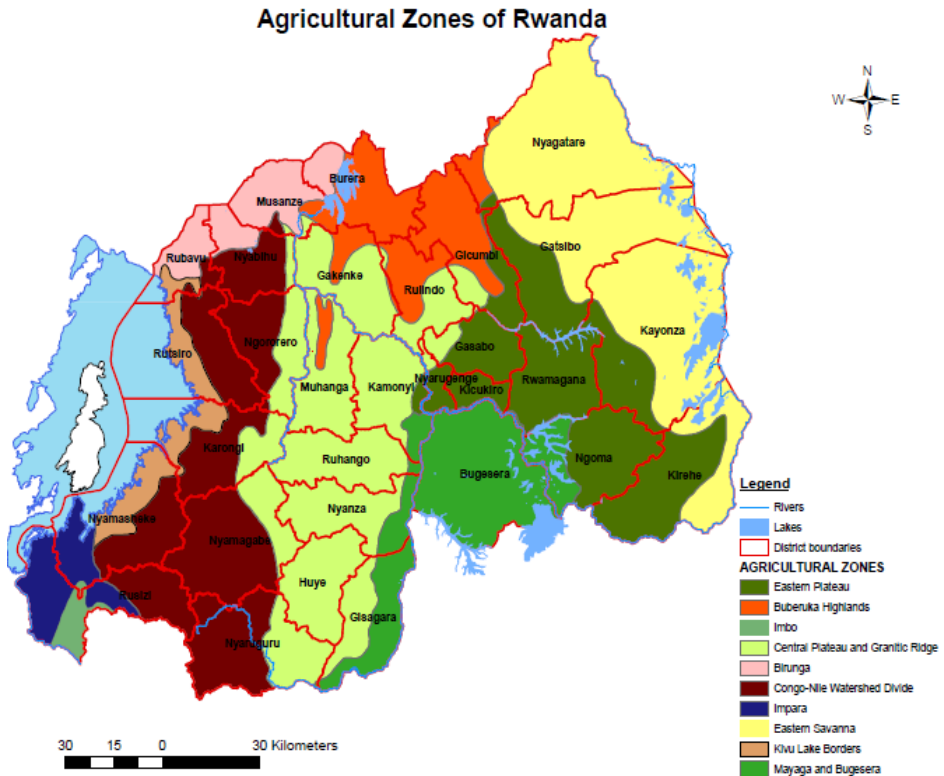 Agricultural Zones of Rwanda
N
W E
S
Nyagatare
Burera
Musanze
Gatsibo
Rubavu
Nyabihu
Gicumbi
Gakenke
Rulindo
Kayonza
Rutsiro
Ngororero
Gasabo
Nyarugenge
Rwamagana
Muhanga
Kamonyi
Kicukiro
Karongi
Ruhango
Bugesera
Ngoma
Kirehe
Nyanza
Nyamasheke
Nyamagabe
Huye
Rusizi
Gisagara
Nyaruguru
Legend
Rivers
Lakes
District boundaries
AGRICULTURAL ZONES
Eastern Plateau
Buberuka Highlands
Imbo
Central Plateau and Granitic Ridge
Birunga
Congo-Nile Watershed Divide
Impara
Eastern Savanna
Kivu Lake Borders
Mayaga and Bugesera
30 15 0 30 Kilometers